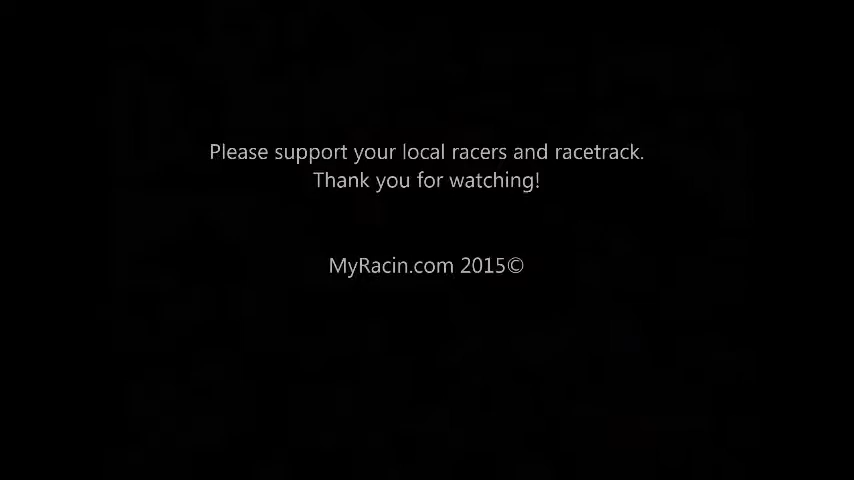 Please support your local racers and racetrack.
Thank you for watching!
MyRacin.com 2015©